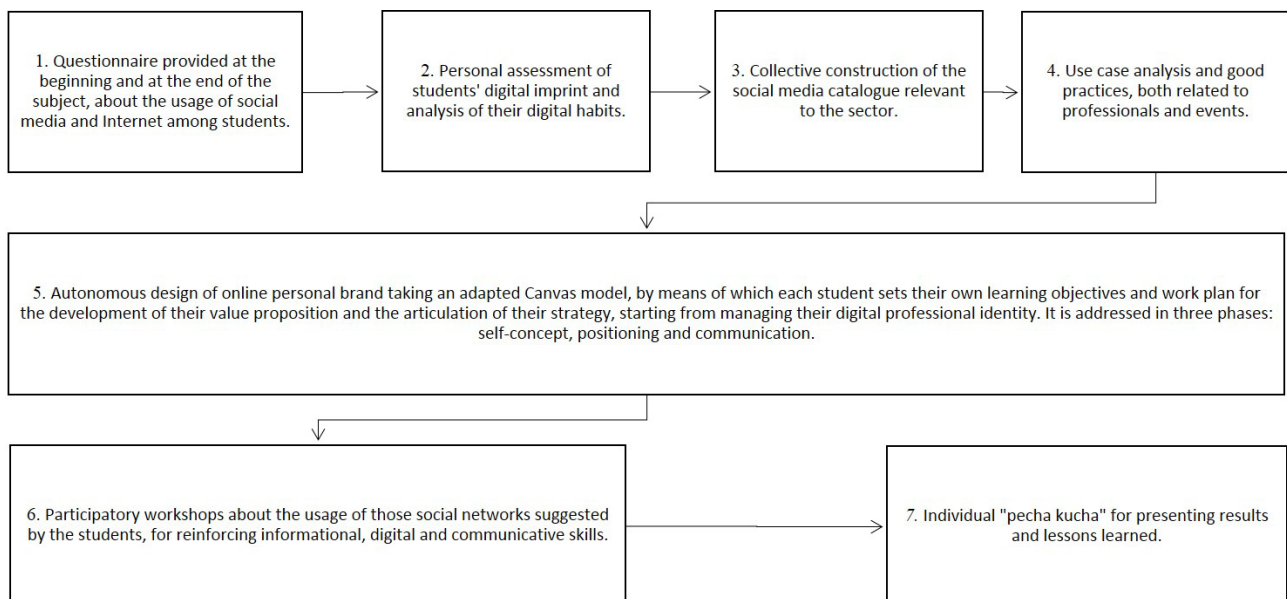 1. Questionnaire provided at the
beginning and at the end of the
subject, about the usage of social
media and Internet among students.
2. Personal assessment of
students' digital imprint and
analysis of their digital habits.
3. Collective construction of the
social media catalogue relevant
to the sector.
4. Use case analysis and good
practices, both related to
professionals and events.
5. Autonomous design of online personal brand taking an adapted Canvas model, by means of which each student sets their own learning objectives and work plan for
the development of their value proposition and the articulation of their strategy, starting from managing their digital professional identity. It is addressed in three phases:
self-concept, positioning and communication.
6. Participatory workshops about the usage of those social networks suggested
by the students, for reinforcing informational, digital and communicative skills.
7. Individual "pecha kucha" for presenting results
and lessons learned.